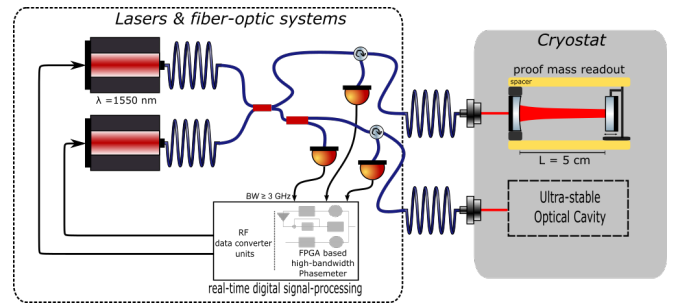 Lasers & fiber-optic systems
λ =1550 nm
BW ≥ 3 GHz
RF
data converter
units
FPGA based
high-bandwidth
Phasemeter
real-time digital signal-processing
Cryostat
proof mass readout
spacer
L = 5 cm
Ultra-stable
Optical Cavity